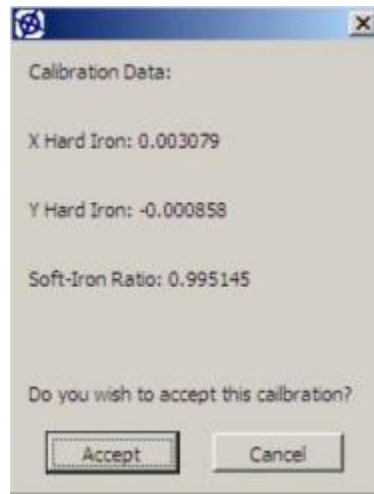 Calibration Data:
X Hard Iron: 0.003079
Y Hard Iron: -0.000858
Soft-Iron Ratio: 0.995145
Do you wish to accept this cailbration?
Accept Cancel